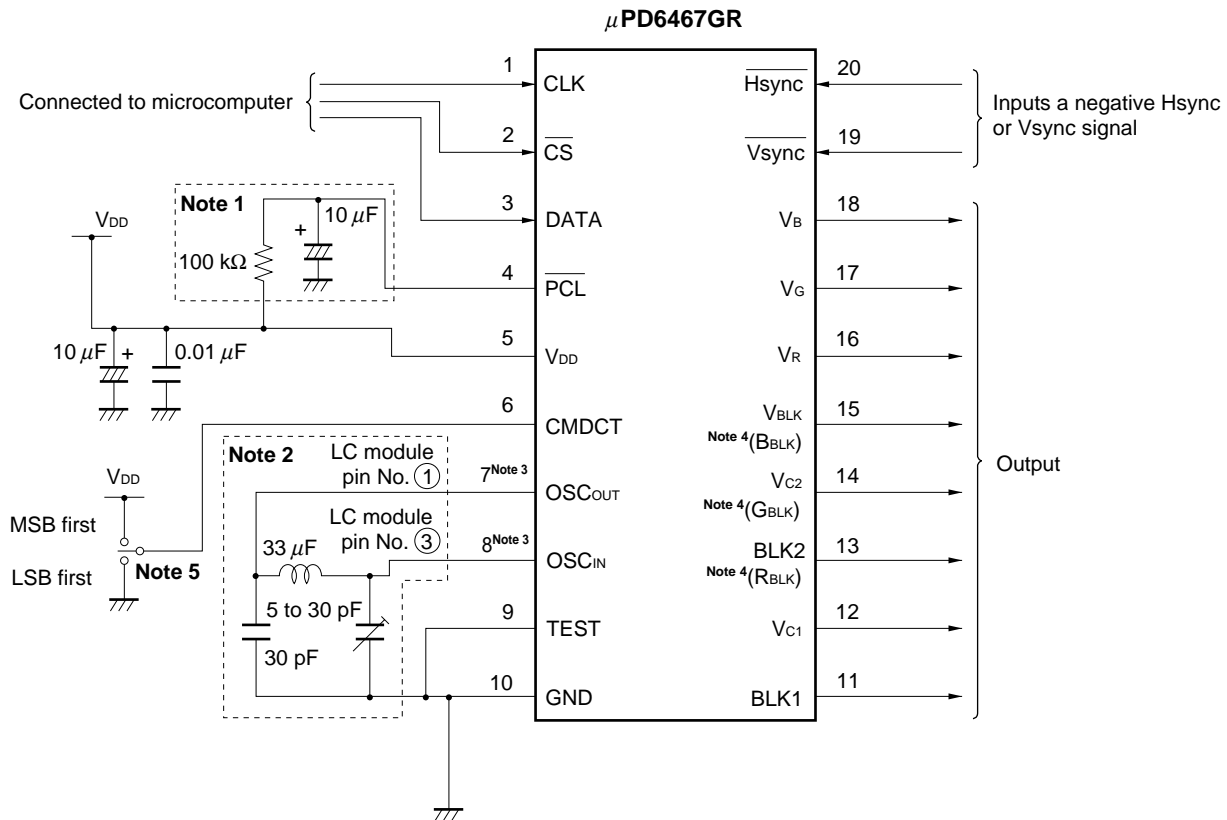 μPD6467GR
Connected to microcomputer
1
CLK
2
CS
3
DATA
Note 1
10 μF
+
100 kΩ
VDD
4
PCL
10 μF
+
0.01 μF
5
VDD
6
CMDCT
Note 2
LC module
pin No. ①
7Note 3
OSCOUT
VDD
MSB first
LSB first
Note 5
LC module
pin No. ③
33 μF
8Note 3
OSCIN
5 to 30 pF
30 pF
9
TEST
10
GND
20
Hsync
19
Vsync
Inputs a negative Hsync
or Vsync signal
18
VB
17
VG
16
VR
15
VBLK
Note 4(BBLK)
14
VC2
Note 4(GBLK)
13
BLK2
Note 4(RBLK)
12
VC1
11
BLK1
Output